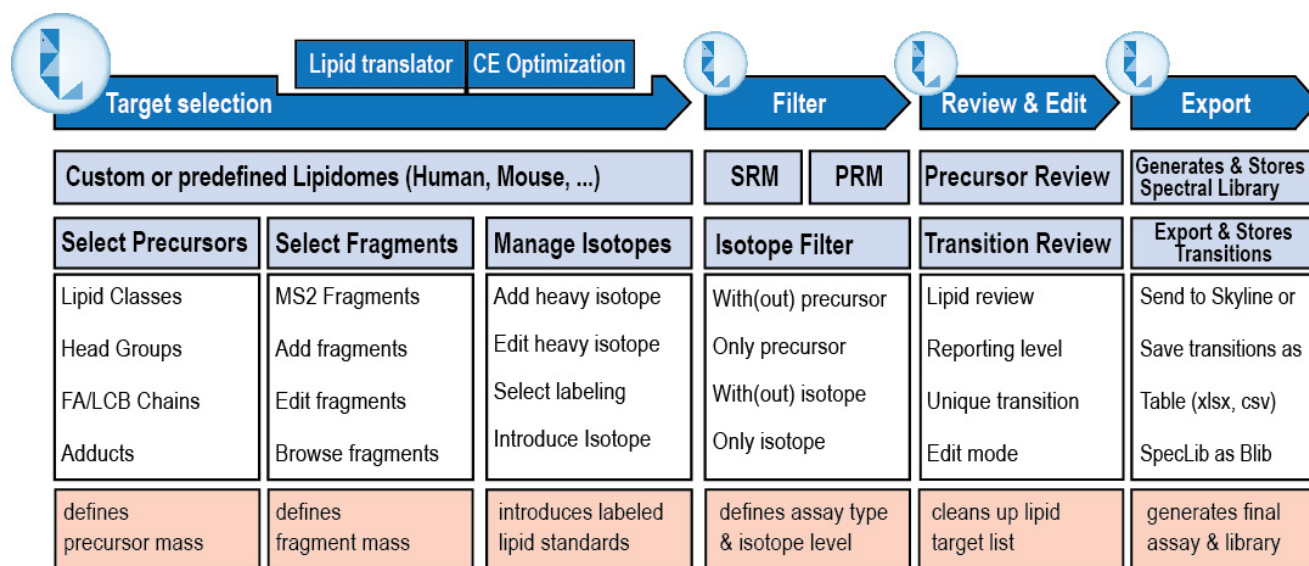 Lipid translator
CE Optimization
Target selection
Filter
Review & Edit
Export
Custom or predefined Lipidomes (Human, Mouse, ...)
SRM
PRM
Precursor Review
Generates & Stores
Spectral Library
Select Precursors
Select Fragments
Manage Isotopes
Isotope Filter
Transition Review
Export & Stores
Transitions
Lipid Classes
Head Groups
FA/LCB Chains
Adducts
MS2 Fragments
Add fragments
Edit fragments
Browse fragments
Add heavy isotope
Edit heavy isotope
Select labeling
Introduce Isotope
With(out) precursor
Only precursor
With(out) isotope
Only isotope
Lipid review
Reporting level
Unique transition
Edit mode
Send to Skyline or
Save transitions as
Table (xlsx, csv)
SpecLib as Blib
defines
precursor mass
defines
fragment mass
introduces labeled
lipid standards
defines assay type
& isotope level
cleans up lipid
target list
generates final
assay & library